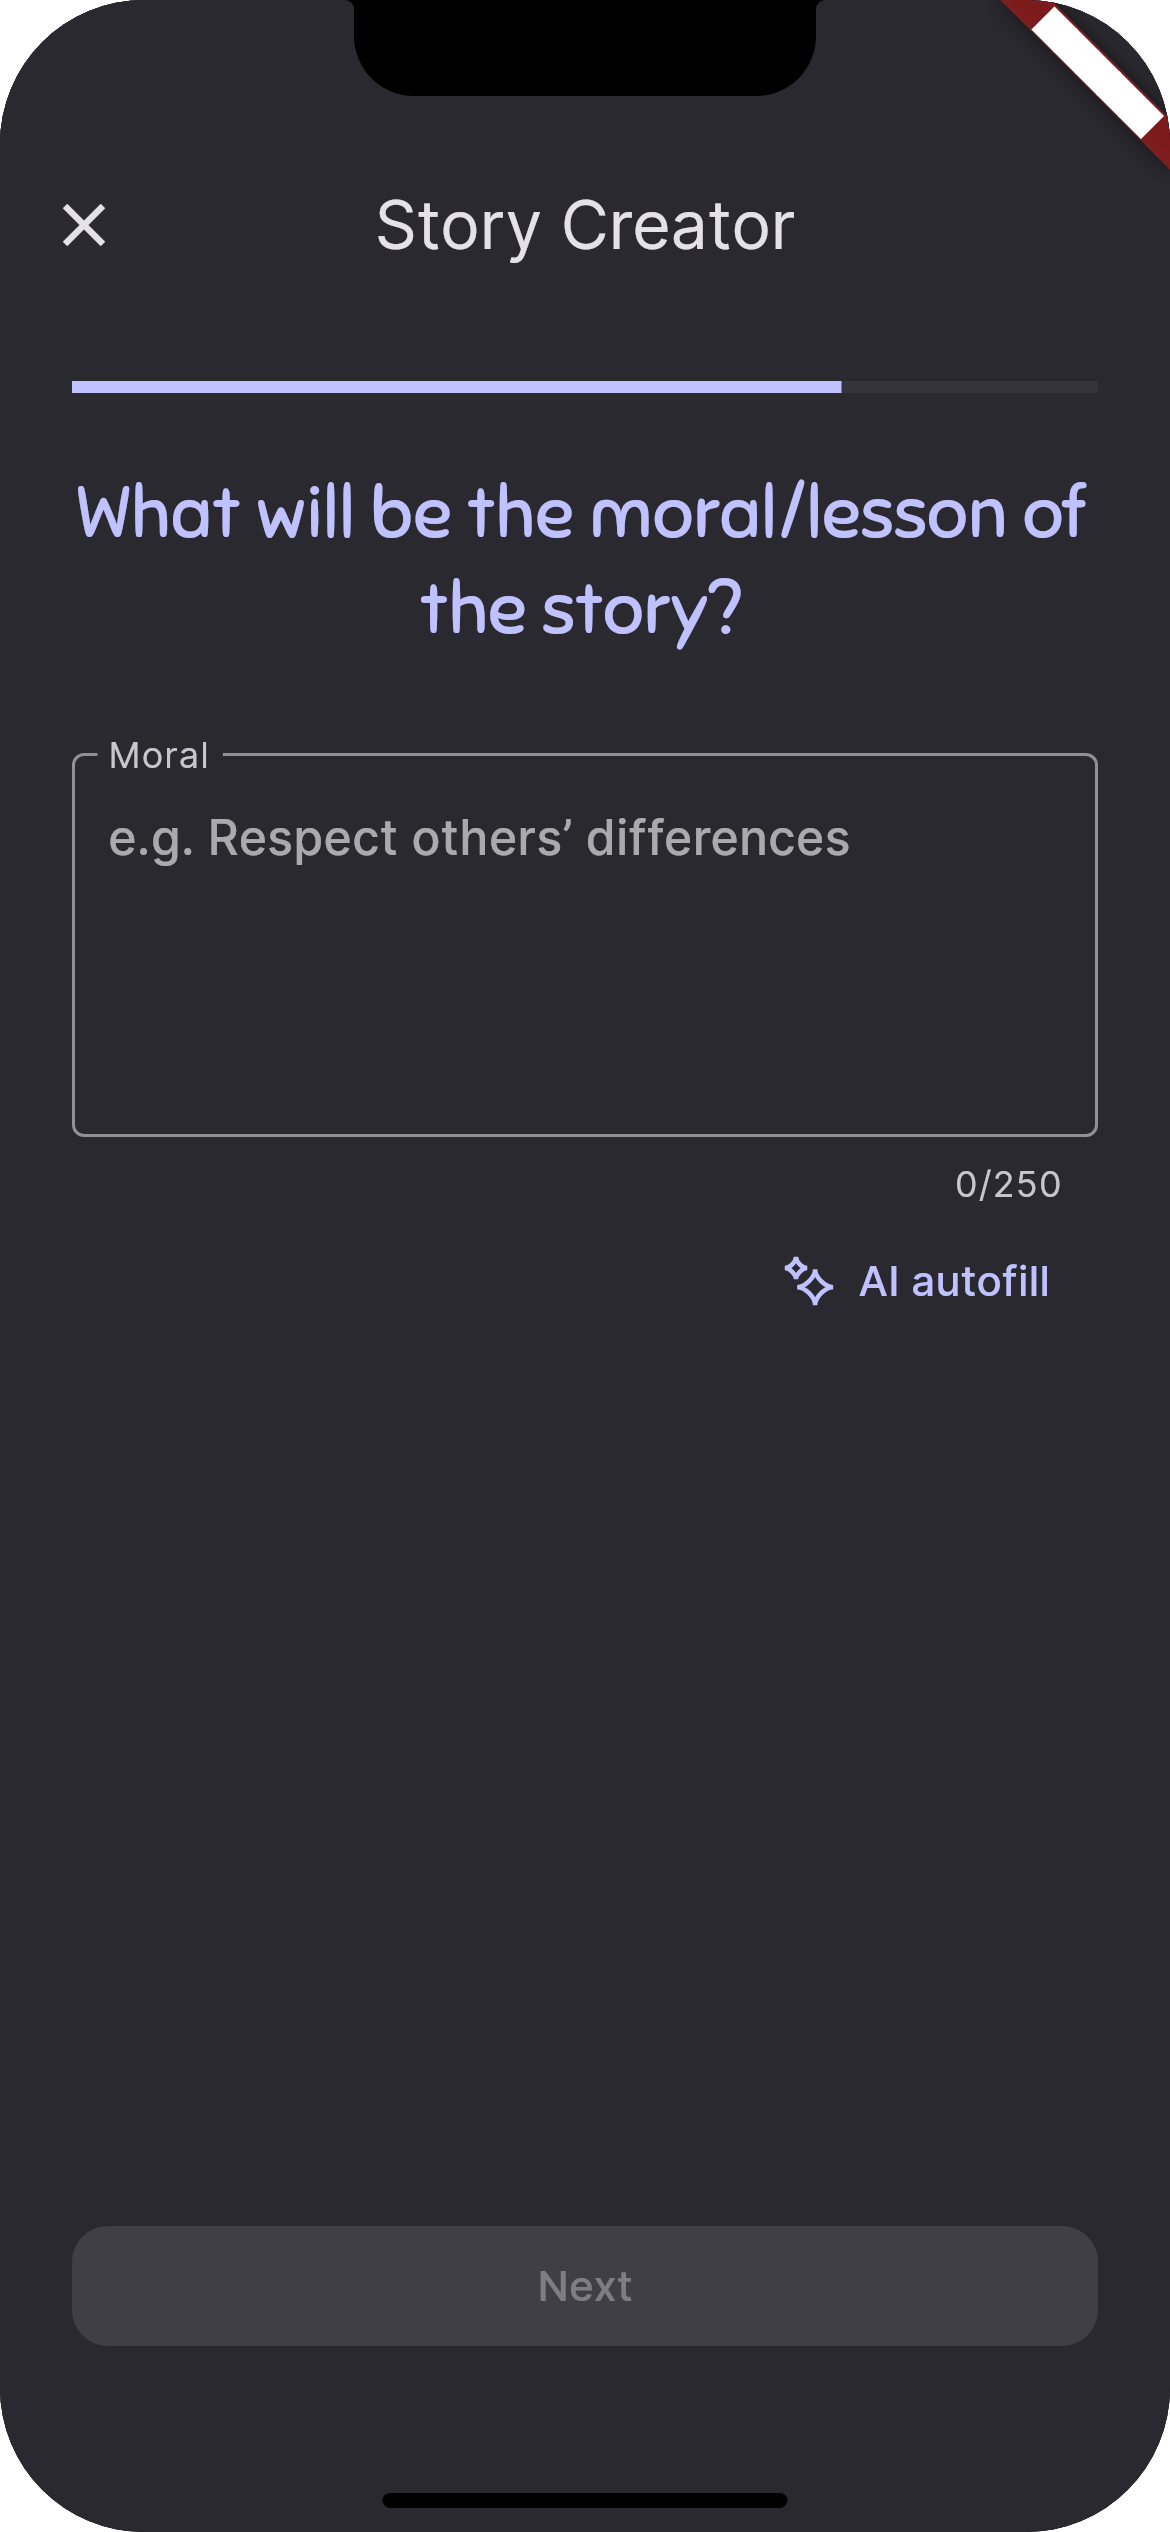 Story Creator
What will be the moral/lesson of
the story?
Moral
e.g. Respect others’ differences
0/250
AI autofill
Next